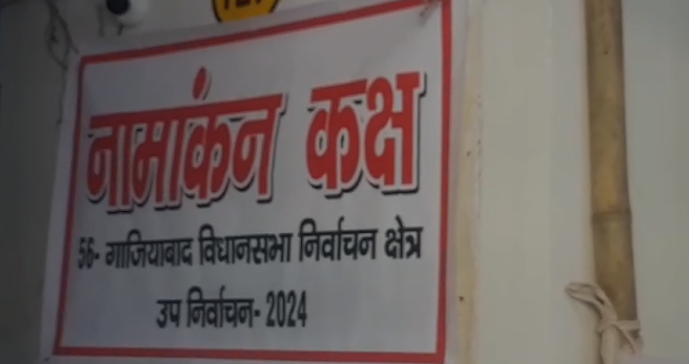 नामांकन कक्ष
56- गाजियाबाद विधानसभा निर्वाचन क्षेत्र
उप निर्वाचन- 2024